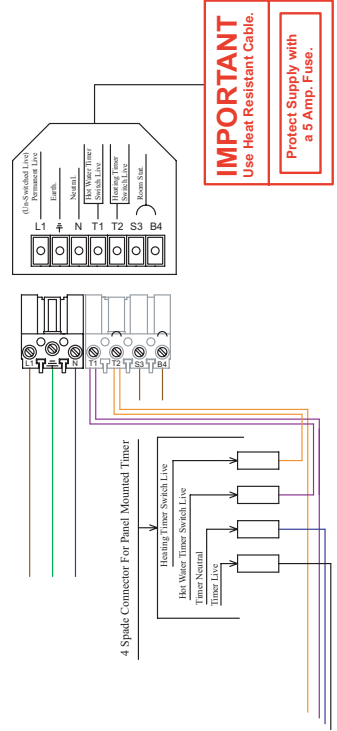 IMPORTANT
Use Heat Resistant Cable.
Protect Supply with
a 5 Amp. Fuse.
(Un-Switched Live)
Permanent Live
Earth.
Neutral.
Hot Water Timer
Switch Live
Heating Timer
Switch Live
Room Stat.
L1 N T1 T2 S3 B4
L1 N T1 T2 S3 B4
4 Spade Connector For Panel Mounted Timer
Heating Timer Switch Live
Hot Water Timer Switch Live
Timer Neutral
Timer Live